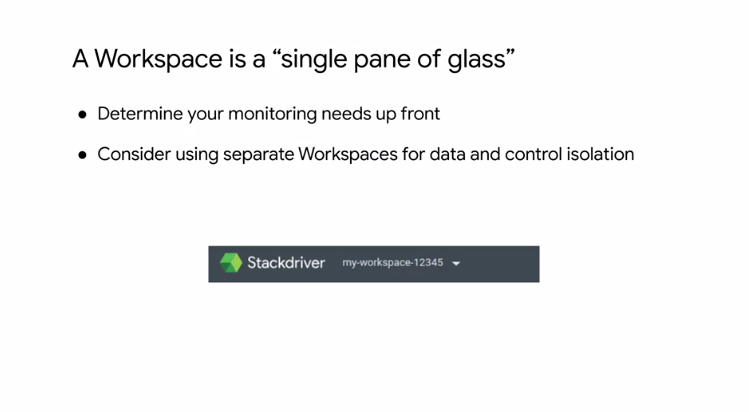 A Workspace is a “single pane of glass”
● Determine your monitoring needs up front
● Consider using separate Workspaces for data and control isolation
Stackdriver my-workspace-12345